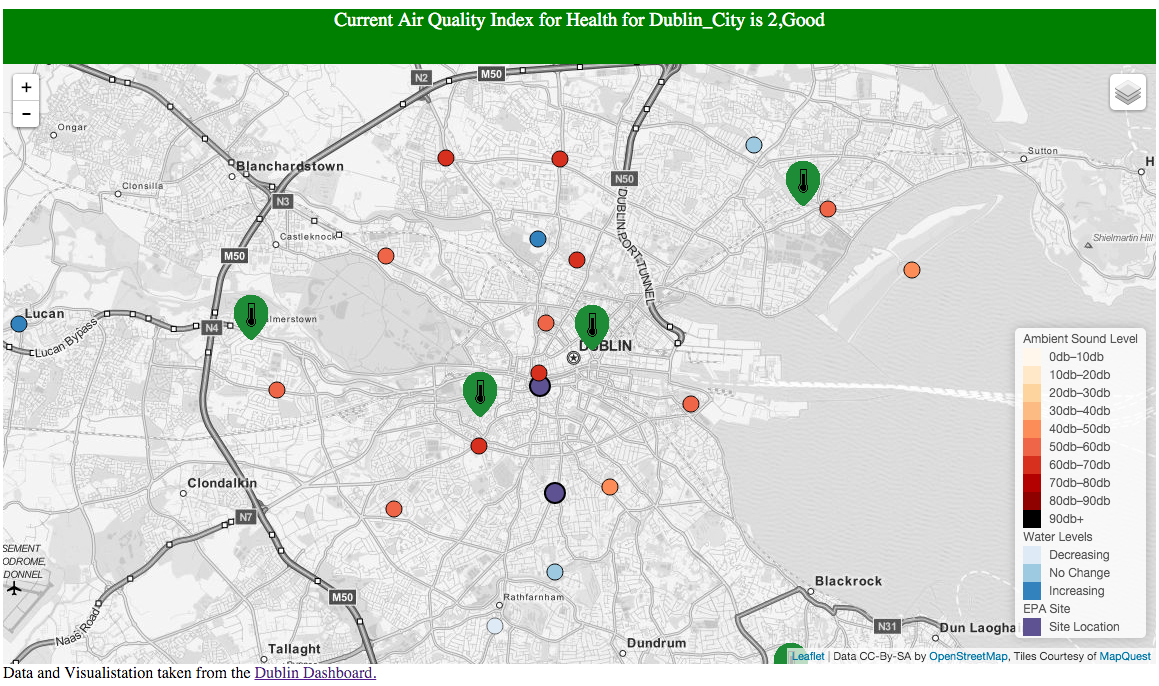 Current Air Quality Index for Health for Dublin_City is 2,Good
+
-
N2
M50
Ongar
Sutton
H
Blanchardstown
N50
Clonsilla
N3
DUBLIN PORT TUNNEL
Castleknock
Shielmartin Hill
M50
Lucan
N4
lmerstown
Lucan Bypass
DUBLIN
Ambient Sound Level
0db–10db
10db–20db
20db–30db
30db–40db
40db–50db
50db–60db
60db–70db
70db–80db
80db–90db
90db+
Water Levels
Decreasing
No Change
Increasing
EPA Site
Site Location
Clondalkin
N7
SEMENT
ODROME,
DONNEL
Blackrock
M50
Rathfarnham
Naas Road
N31
Dun Laogha
Tallaght
Dundrum
Leaflet | Data CC-By-SA by OpenStreetMap, Tiles Courtesy of MapQuest
Data and Visualistation taken from the Dublin Dashboard.